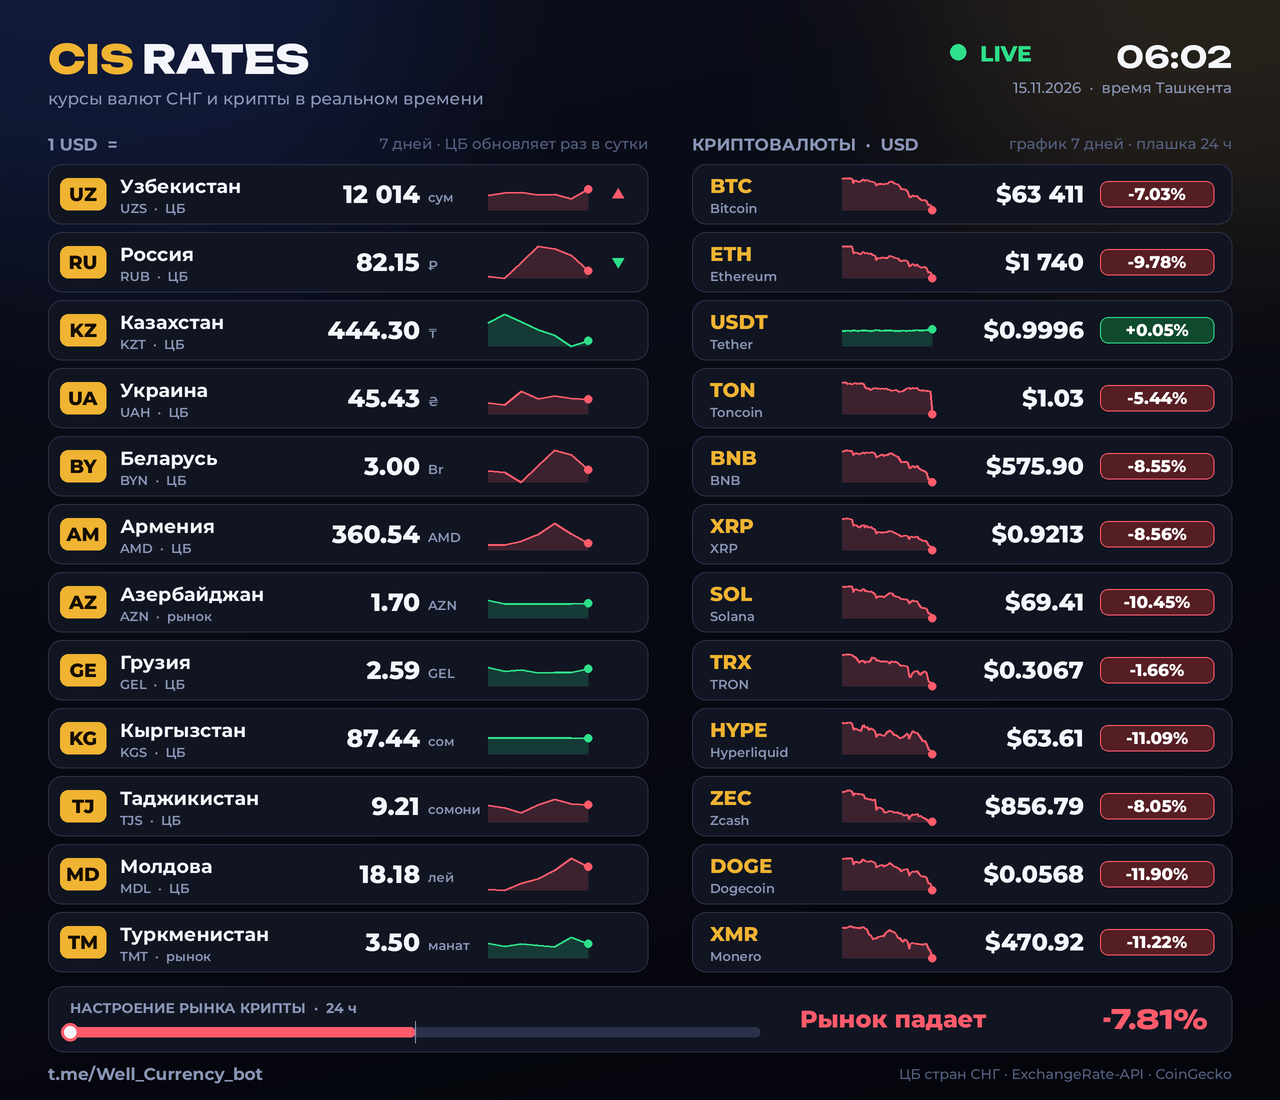 CIS RATES
курсы валют СНГ и крипты в реальном времени
LIVE 06:02
15.11.2026 · время Ташкента
1 USD =
7 дней · ЦБ обновляет раз в сутки
UZ Узбекистан 12 014 сум
UZS · ЦБ
RU Россия 82.15 ₽
RUB · ЦБ
KZ Казахстан 444.30 ₸
KZT · ЦБ
UA Украина 45.43 ₴
UAH · ЦБ
BY Беларусь 3.00 Br
BYN · ЦБ
AM Армения 360.54 AMD
AMD · ЦБ
AZ Азербайджан 1.70 AZN
AZN · рынок
GE Грузия 2.59 GEL
GEL · ЦБ
KG Кыргызстан 87.44 сом
KGS · ЦБ
TJ Таджикистан 9.21 сомони
TJS · ЦБ
MD Молдова 18.18 лей
MDL · ЦБ
TM Туркменистан 3.50 манат
TMT · рынок
КРИПТОВАЛЮТЫ · USD
график 7 дней · плашка 24 ч
BTC $63 411 -7.03%
Bitcoin
ETH $1 740 -9.78%
Ethereum
USDT $0.9996 +0.05%
Tether
TON $1.03 -5.44%
Toncoin
BNB $575.90 -8.55%
BNB
XRP $0.9213 -8.56%
XRP
SOL $69.41 -10.45%
Solana
TRX $0.3067 -1.66%
TRON
HYPE $63.61 -11.09%
Hyperliquid
ZEC $856.79 -8.05%
Zcash
DOGE $0.0568 -11.90%
Dogecoin
XMR $470.92 -11.22%
Monero
НАСТРОЕНИЕ РЫНКА КРИПТЫ · 24 ч
Рынок падает -7.81%
t.me/Well_Currency_bot
ЦБ стран СНГ · ExchangeRate-API · CoinGecko